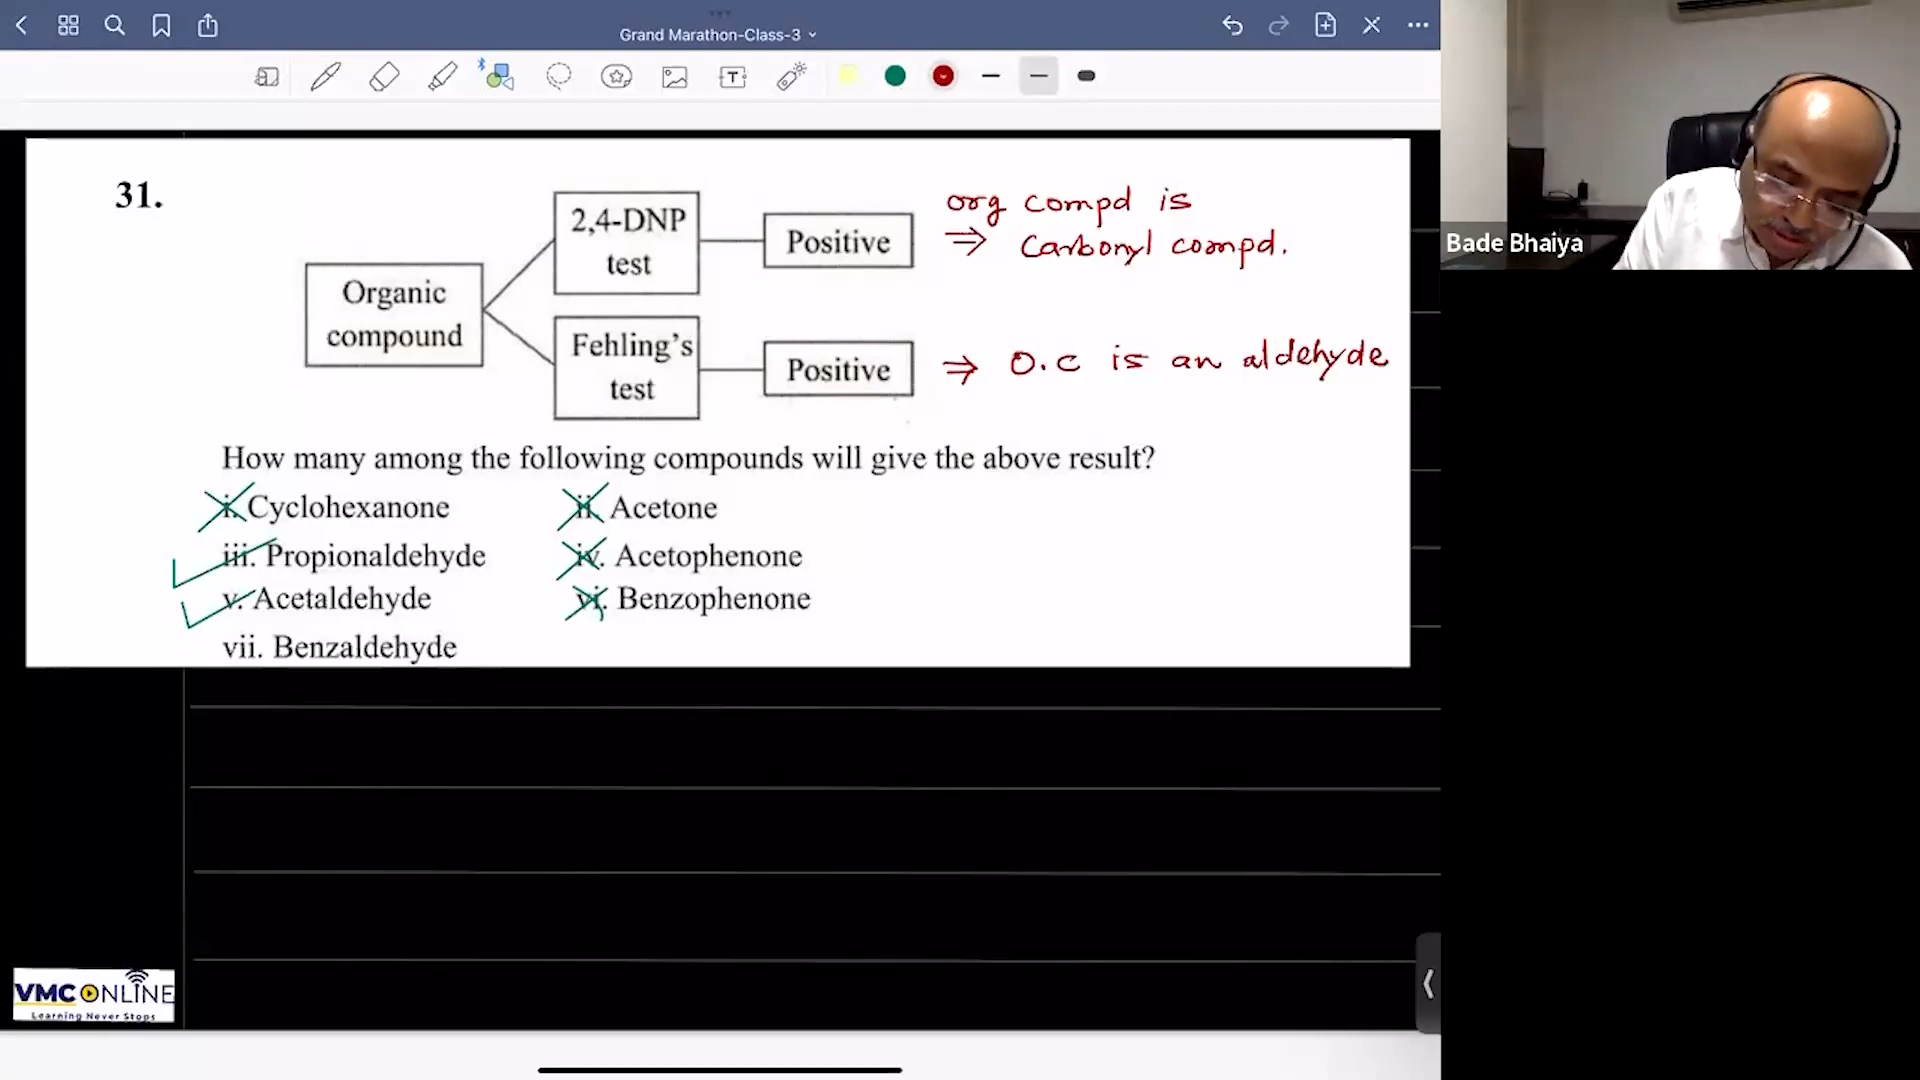 Grand Marathon-Class-3
Bade Bhaiya
31.
Organic compound
2,4-DNP test
Positive
org compd is
⇒ Carbonyl compd.
Fehling's test
Positive
⇒ O.C is an aldehyde
How many among the following compounds will give the above result?
i. Cyclohexanone
ii. Acetone
iii. Propionaldehyde
iv. Acetophenone
v. Acetaldehyde
vi. Benzophenone
vii. Benzaldehyde
VMC ONLINE
Learning Never Stops